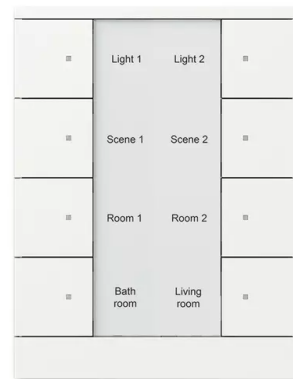 Light 1 Light 2
Scene 1 Scene 2
Room 1 Room 2
Bath Living
room room